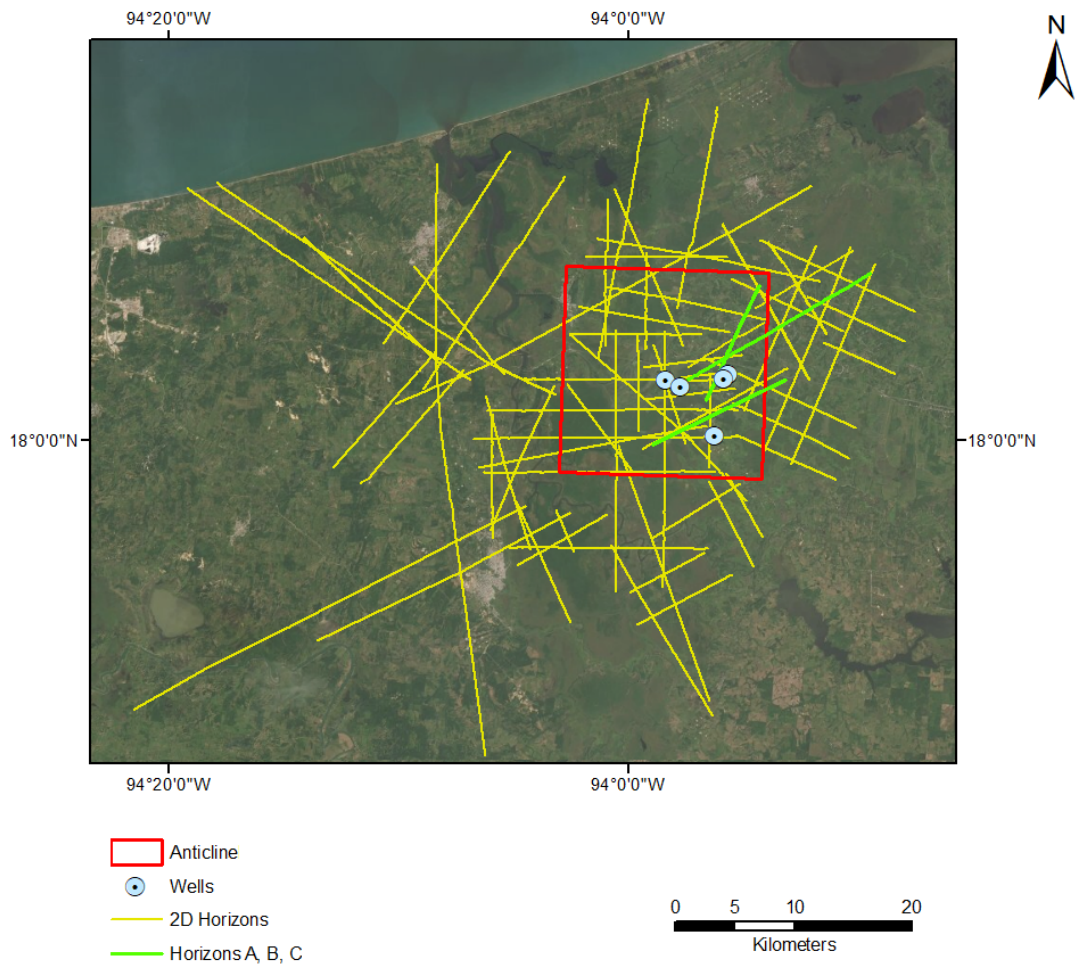 94°20'0"W 94°0'0"W
N
18°0'0"N 18°0'0"N
94°20'0"W 94°0'0"W
Anticline
Wells
2D Horizons
Horizons A, B, C
0 5 10 20
Kilometers